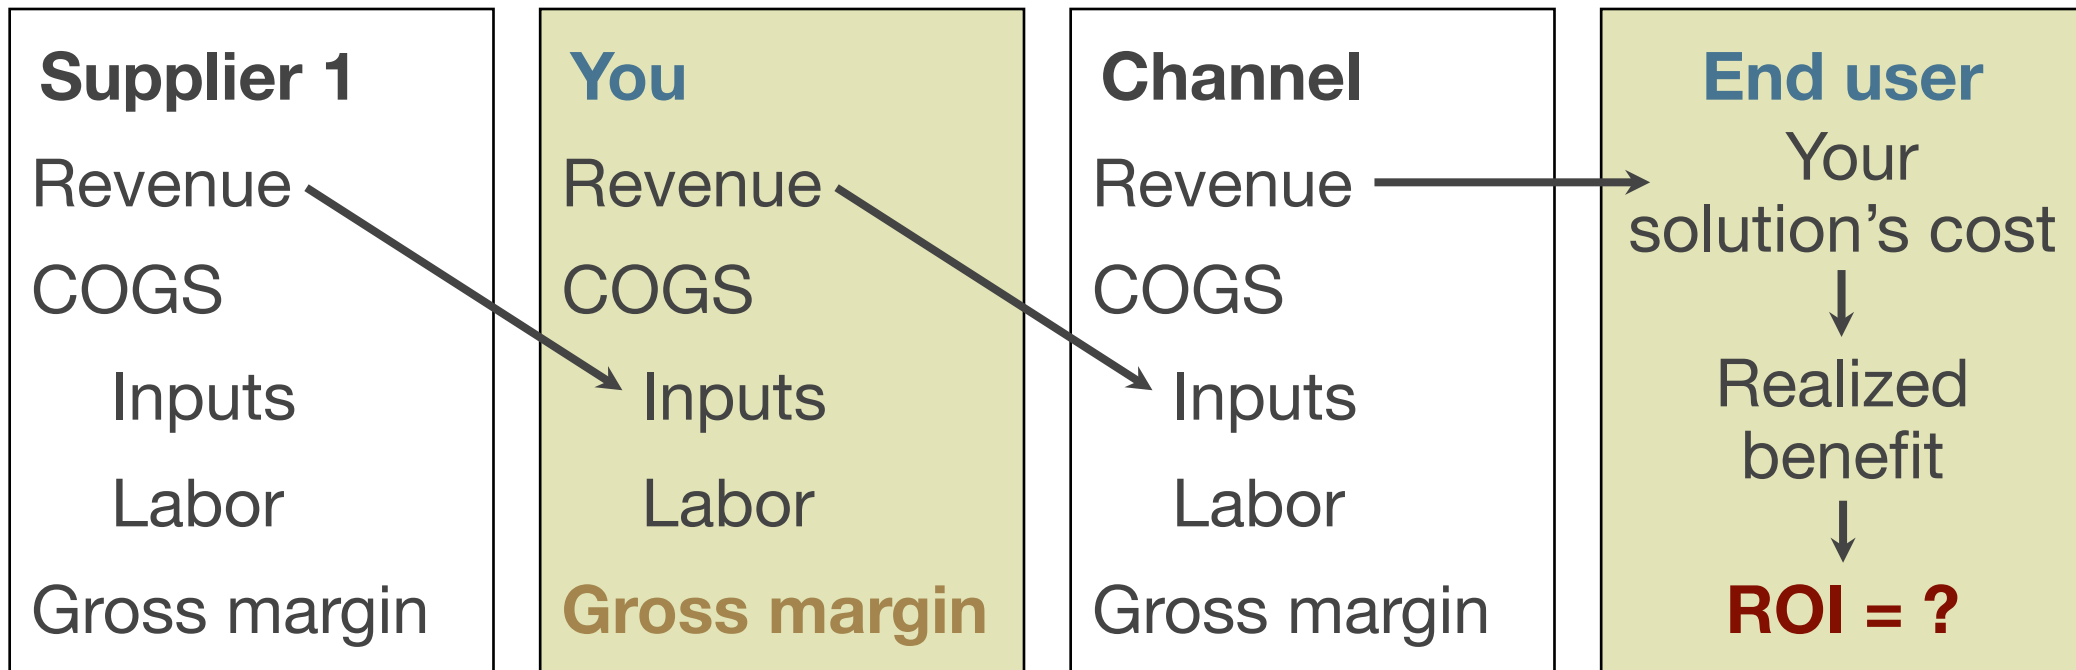 Supplier 1
Revenue
COGS
Inputs
Labor
Gross margin
You
Revenue
COGS
Inputs
Labor
Gross margin
Channel
Revenue
COGS
Inputs
Labor
Gross margin
End user
Your
solution’s cost
Realized
benefit
ROI = ?